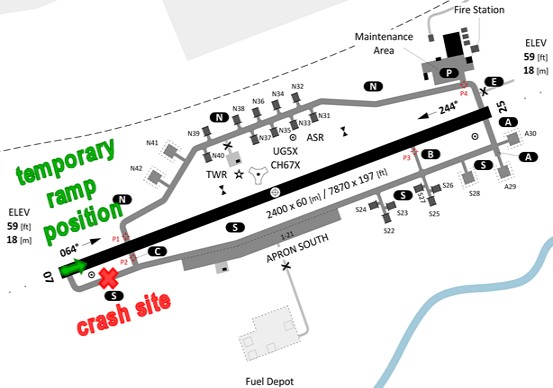 Fire Station
Maintenance
Area
ELEV
59 [ft]
18 [m]
P
E
P4
N
N34
N32
N36
N38
N
N31
N33
N35
N37
N39
N40
N41
N42
ASR
UG5X
CH67X
TWR
244°
25
A
A30
A
P3
B
S
A29
S28
S26
S27
S25
S
S24
S23
S22
temporary
ramp
position
N
2400 x 60 [m] / 7870 x 197 [ft]
S
ELEV
59 [ft]
18 [m]
P1
064°
C
P2
1-21
APRON SOUTH
07
S
crash site
Fuel Depot